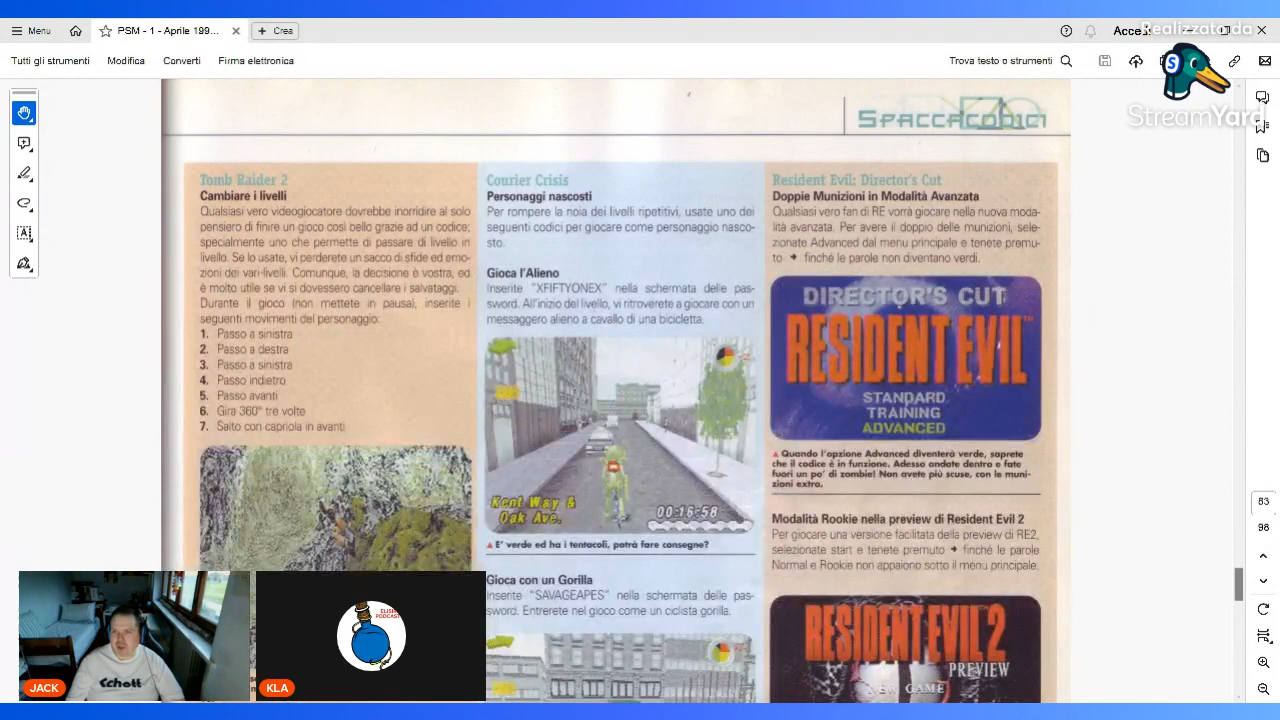 Menu
PSM - 1 - Aprile 199...
Crea
Realizzato da
Tutti gli strumenti
Modifica
Converti
Firma elettronica
Trova testo o strumenti
StreamYard
SPACCACODICI
Tomb Raider 2
Cambiare i livelli
Qualsiasi vero videogiocatore dovrebbe inorridire al solo
pensiero di finire un gioco così bello grazie ad un codice;
specialmente uno che permette di passare di livello in
livello. Se lo usate, vi perderete un sacco di sfide ed emo-
zioni dei vari livelli. Comunque, la decisione è vostra, ed
è molto utile se vi si dovessero cancellare i salvataggi.
Durante il gioco (non mettete in pausa), inserite i
seguenti movimenti del personaggio:
1. Passo a sinistra
2. Passo a destra
3. Passo a sinistra
4. Passo indietro
5. Passo avanti
6. Gira 360° tre volte
7. Salto con capriola in avanti
Courier Crisis
Personaggi nascosti
Per rompere la noia dei livelli ripetitivi, usate uno dei
seguenti codici per giocare come personaggio nasco-
sto.
Gioca l'Alieno
Inserite "XFIFTYONEX" nella schermata delle pas-
sword. All'inizio del livello, vi ritroverete a giocare con un
messaggero alieno a cavallo di una bicicletta.
Kent Way &
Oak Ave.
00:16:58
▲ E' verde ed ha i tentacoli, potrà fare consegne?
Gioca con un Gorilla
Inserite "SAVAGEAPES" nella schermata delle pas-
sword. Entrerete nel gioco come un ciclista gorilla.
Resident Evil: Director's Cut
Doppie Munizioni in Modalità Avanzata
Qualsiasi vero fan di RE vorrà giocare nella nuova moda-
lità avanzata. Per avere il doppio delle munizioni, sele-
zionate Advanced dal menu principale e tenete premu-
to → finché le parole non diventano verdi.
DIRECTOR'S CUT
RESIDENT EVIL™
STANDARD
TRAINING
ADVANCED
▲ Quando l'opzione Advanced diventerà verde, saprete
che il codice è in funzione. Adesso andate dentro e fate
fuori un po' di zombie! Non avete più scuse, con le muni-
zioni extra.
Modalità Rookie nella preview di Resident Evil 2
Per giocare una versione facilitata della preview di RE2,
selezionate start e tenete premuto → finché le parole
Normal e Rookie non appaiono sotto il menu principale.
RESIDENT EVIL 2
PREVIEW
NEW GAME
83
98
JACK
Schott
PODCAST
KLA